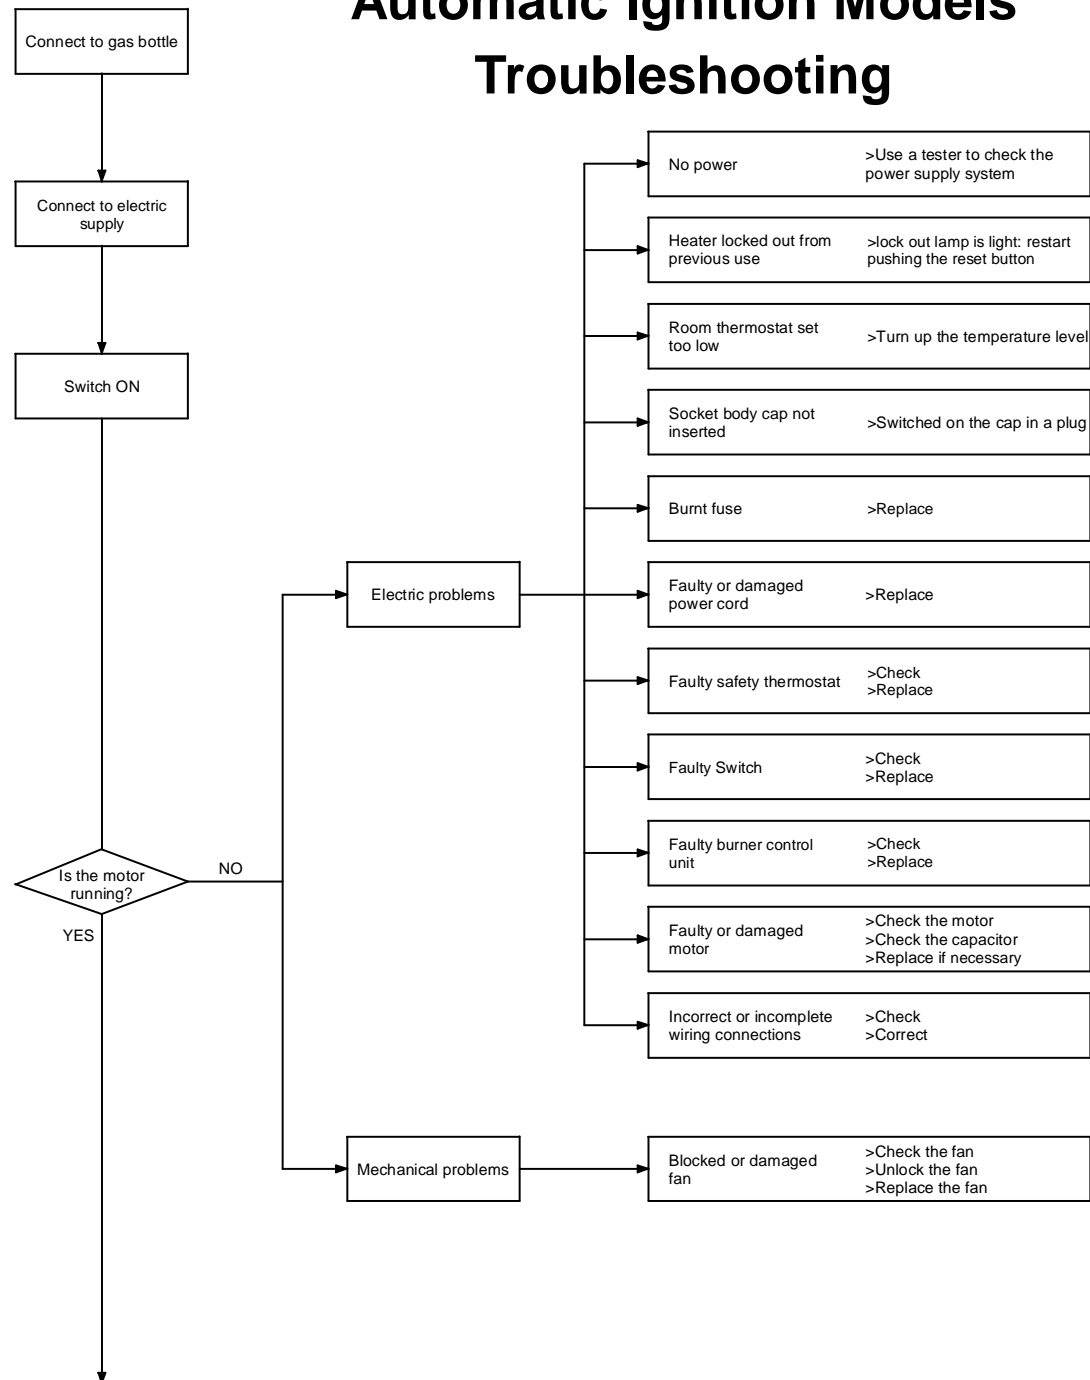 Automatic Ignition Models
Troubleshooting
Connect to gas bottle
Connect to electric
supply
Switch ON
Is the motor
running?
NO
YES
Electric problems
No power
>Use a tester to check the
power supply system
Heater locked out from
previous use
>lock out lamp is light: restart
pushing the reset button
Room thermostat set
too low
>Turn up the temperature level
Socket body cap not
inserted
>Switched on the cap in a plug
Burnt fuse
>Replace
Faulty or damaged
power cord
>Replace
Faulty safety thermostat
>Check
>Replace
Faulty Switch
>Check
>Replace
Faulty burner control
unit
>Check
>Replace
Faulty or damaged
motor
>Check the motor
>Check the capacitor
>Replace if necessary
Incorrect or incomplete
wiring connections
>Check
>Correct
Mechanical problems
Blocked or damaged
fan
>Check the fan
>Unlock the fan
>Replace the fan